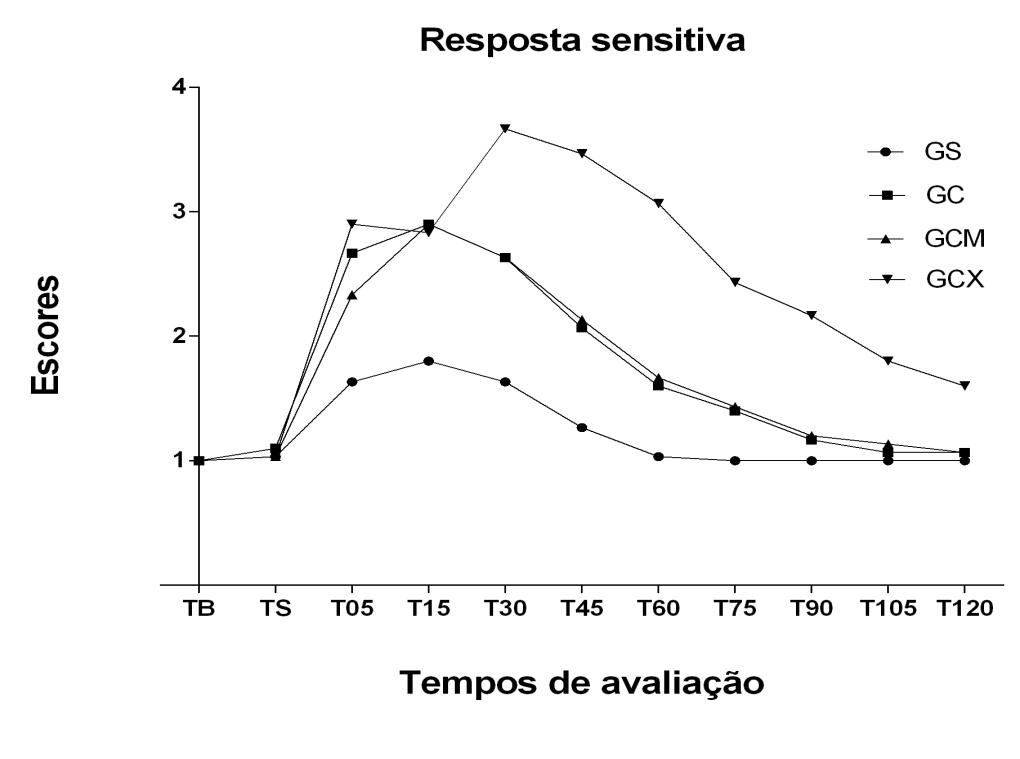 Resposta sensitiva
4
3
2
1
Escores
GS
GC
GCM
GCX
TB TS T05 T15 T30 T45 T60 T75 T90 T105 T120
Tempos de avaliação